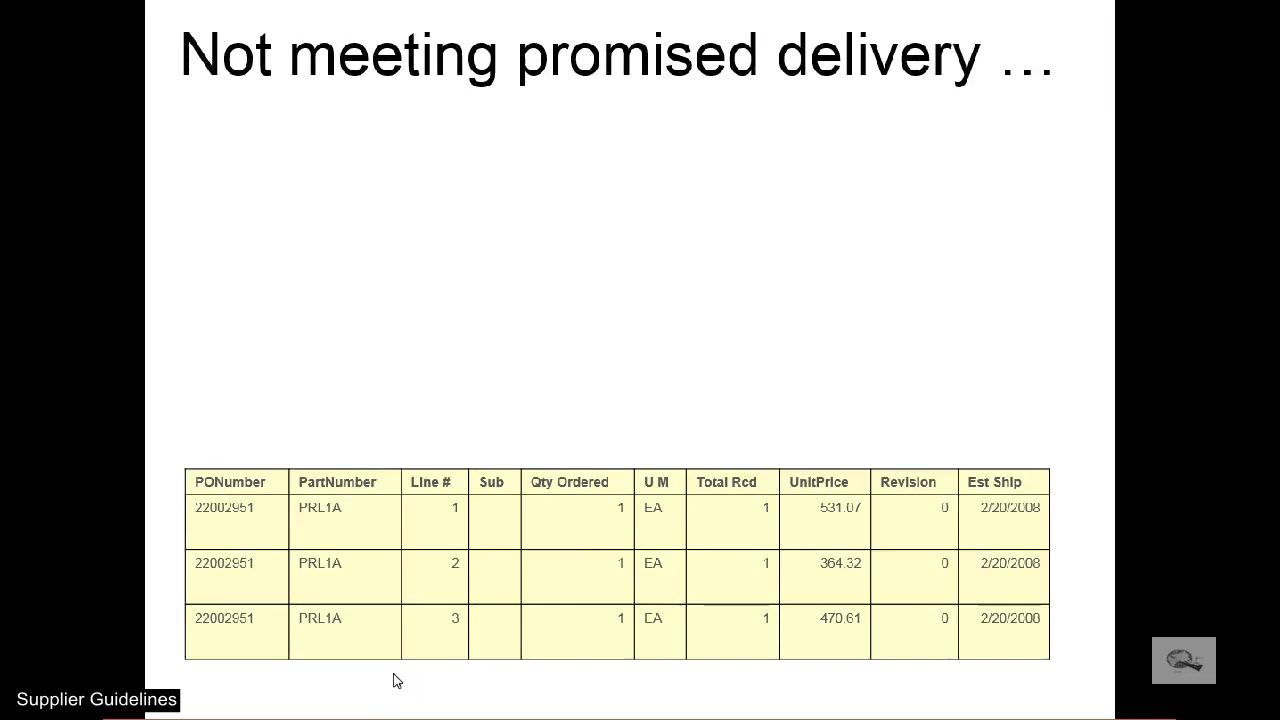 Not meeting promised delivery …
PONumber PartNumber Line # Sub Qty Ordered U M Total Rcd UnitPrice Revision Est Ship
22002951 PRL1A 1 1 EA 1 531.07 0 2/20/2008
22002951 PRL1A 2 1 EA 1 364.32 0 2/20/2008
22002951 PRL1A 3 1 EA 1 470.61 0 2/20/2008
Supplier Guidelines